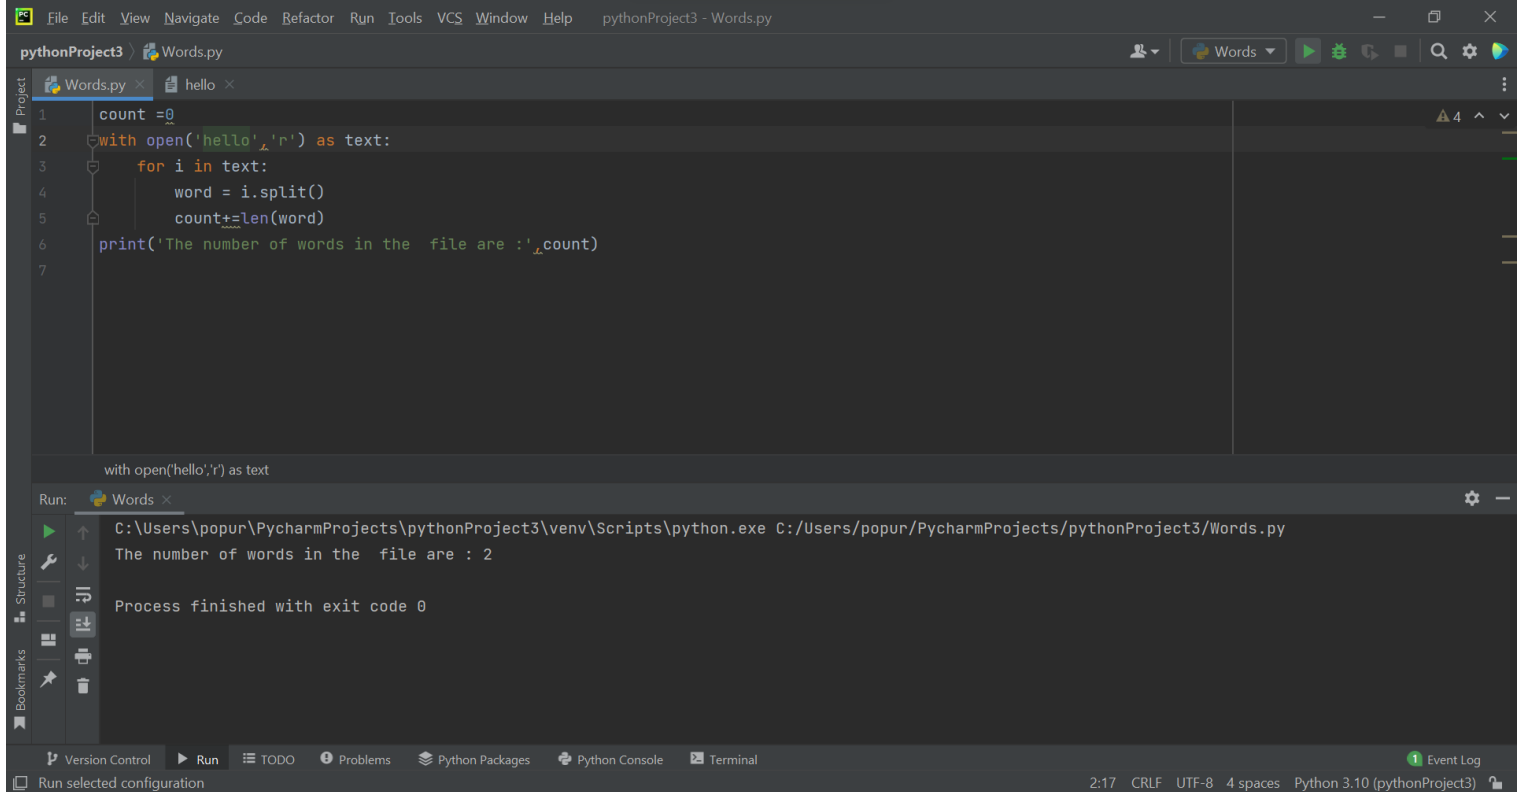 PC File Edit View Navigate Code Refactor Run Tools VCS Window Help pythonProject3 - Words.py
pythonProject3 Words.py Words
Project
Words.py hello
1 count =0
4
2 with open('hello','r') as text:
3 for i in text:
4 word = i.split()
5 count+=len(word)
6 print('The number of words in the  file are :',count)
7
with open('hello','r') as text
Run: Words
C:\Users\popur\PycharmProjects\pythonProject3\venv\Scripts\python.exe C:/Users/popur/PycharmProjects/pythonProject3/Words.py
The number of words in the  file are : 2
Process finished with exit code 0
Structure
Bookmarks
Version Control Run TODO Problems Python Packages Python Console Terminal 1 Event Log
Run selected configuration 2:17 CRLF UTF-8 4 spaces Python 3.10 (pythonProject3)